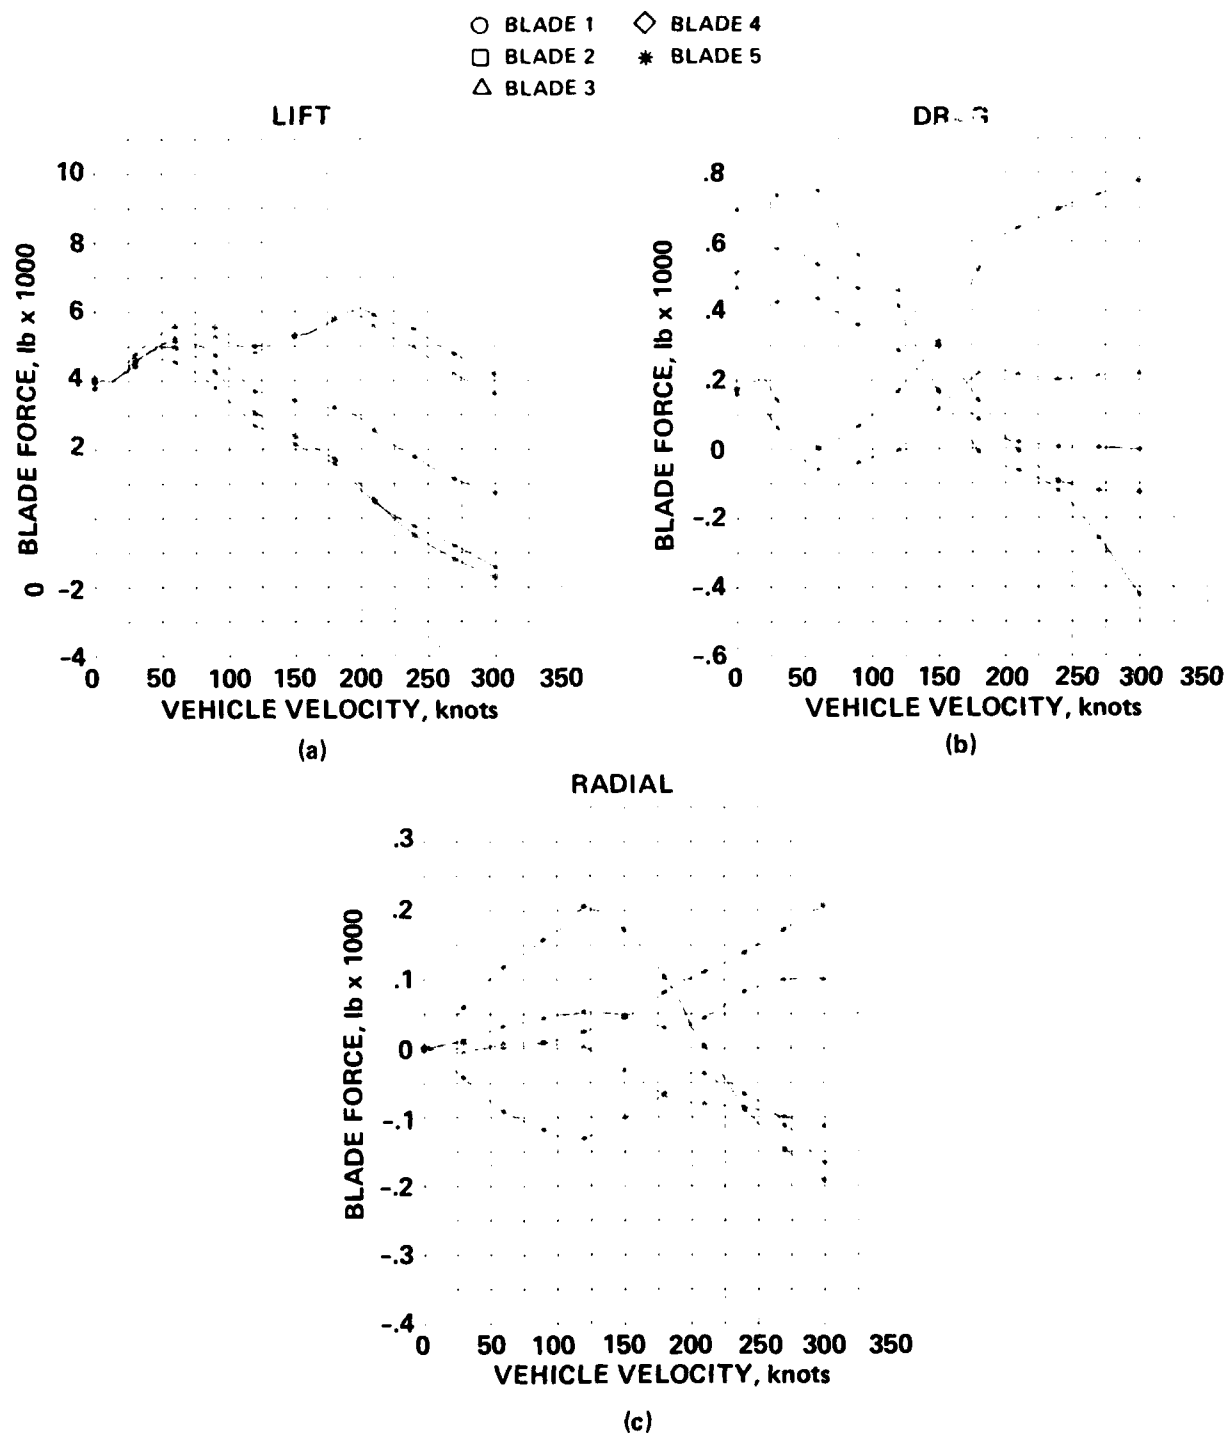 BLADE 1
BLADE 4
BLADE 2
BLADE 5
BLADE 3
LIFT
10
8
6
4
2
0
-2
-4
BLADE FORCE, lb x 1000
0 50 100 150 200 250 300 350
VEHICLE VELOCITY, knots
(a)
.8
.6
.4
.2
0
-.2
-.4
-.6
BLADE FORCE, lb x 1000
0 50 100 150 200 250 300 350
VEHICLE VELOCITY, knots
(b)
RADIAL
.3
.2
.1
0
-.1
-.2
-.3
-.4
BLADE FORCE, lb x 1000
0 50 100 150 200 250 300 350
VEHICLE VELOCITY, knots
(c)